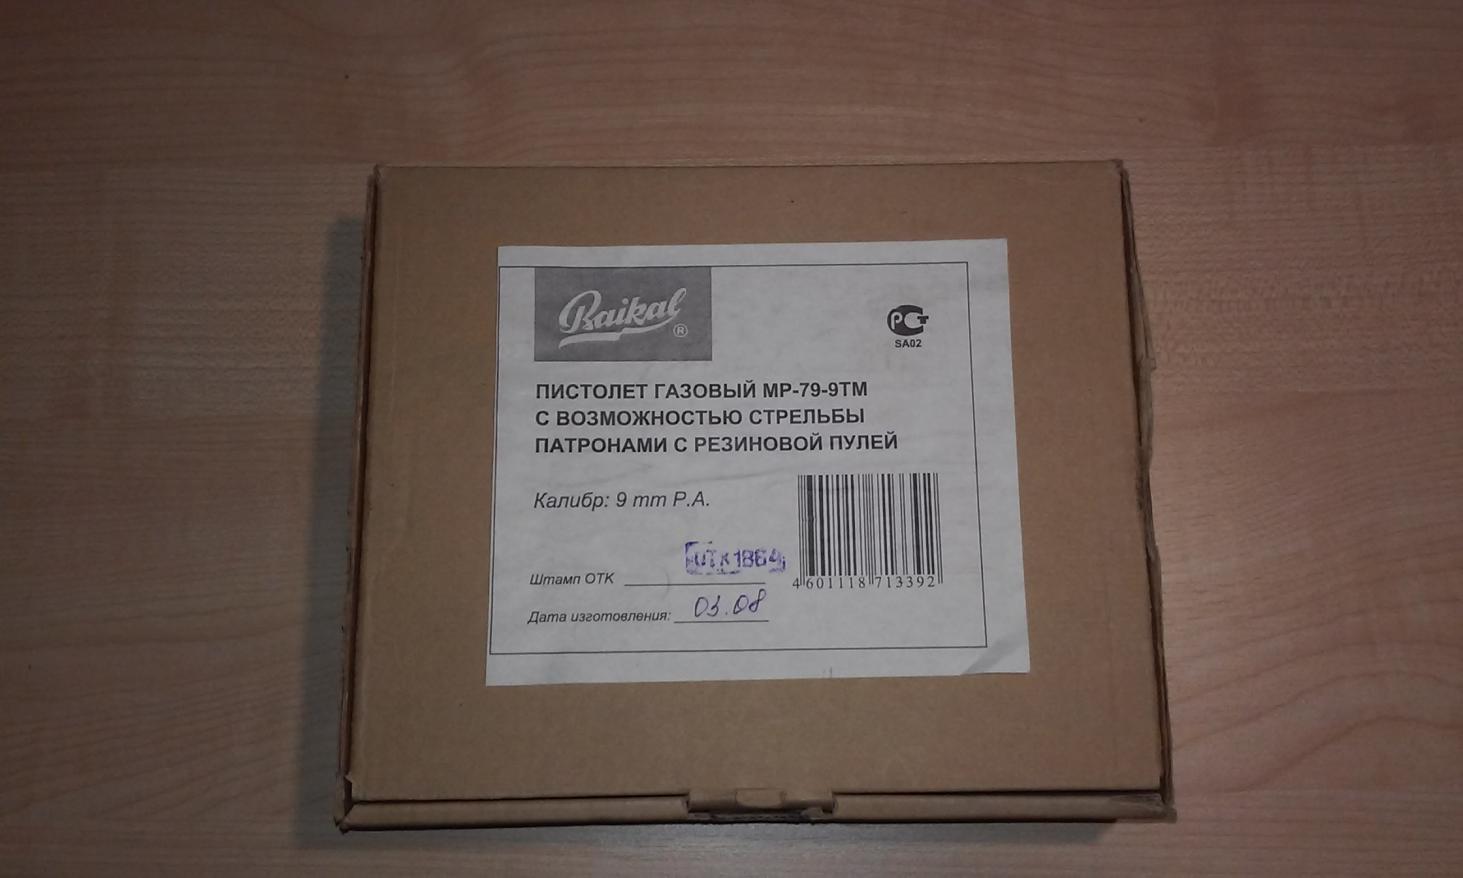 Baikal ®
РСТ
SA02
ПИСТОЛЕТ ГАЗОВЫЙ МР-79-9ТМ
С ВОЗМОЖНОСТЬЮ СТРЕЛЬБЫ
ПАТРОНАМИ С РЕЗИНОВОЙ ПУЛЕЙ
Калибр: 9 mm P.A.
Штамп ОТК ОТК 1864
Дата изготовления: 03.08
4 601118 713392